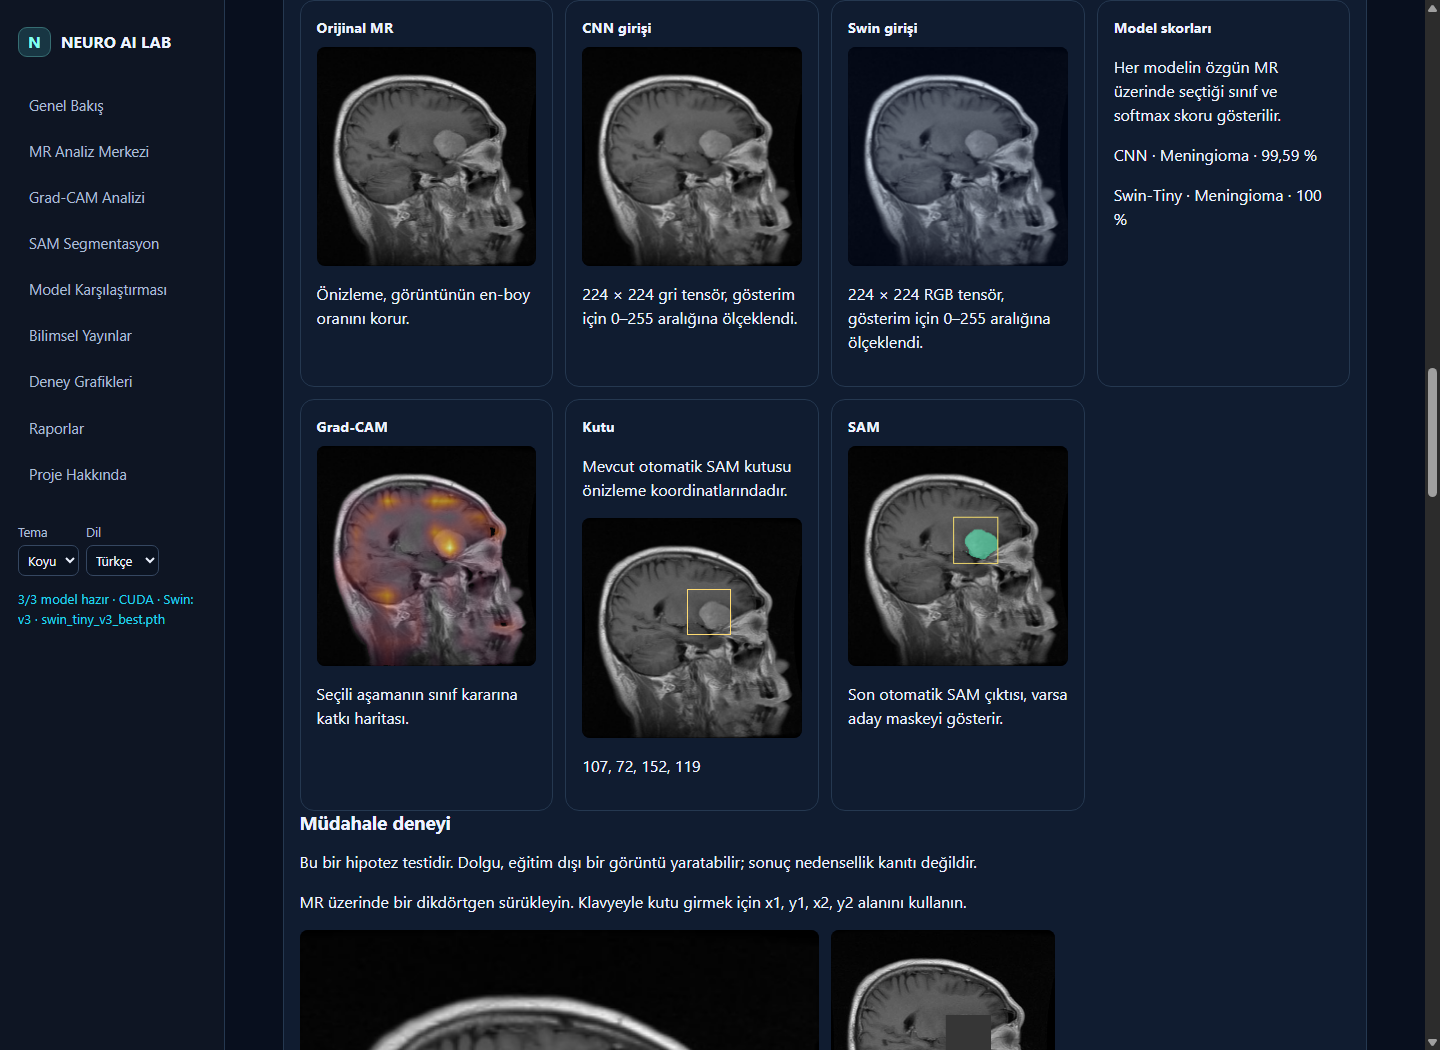 N NEURO AI LAB
Genel Bakış
MR Analiz Merkezi
Grad-CAM Analizi
SAM Segmentasyon
Model Karşılaştırması
Bilimsel Yayınlar
Deney Grafikleri
Raporlar
Proje Hakkında
Tema
Dil
Koyu
Türkçe
3/3 model hazır · CUDA · Swin:
v3 · swin_tiny_v3_best.pth
Orijinal MR
Önizleme, görüntünün en-boy
oranını korur.
CNN girişi
224 × 224 gri tensör, gösterim
için 0–255 aralığına ölçeklendi.
Swin girişi
224 × 224 RGB tensör,
gösterim için 0–255 aralığına
ölçeklendi.
Model skorları
Her modelin özgün MR
üzerinde seçtiği sınıf ve
softmax skoru gösterilir.
CNN · Meningioma · 99,59 %
Swin-Tiny · Meningioma · 100
%
Grad-CAM
Seçili aşamanın sınıf kararına
katkı haritası.
Kutu
Mevcut otomatik SAM kutusu
önizleme koordinatlarındadır.
107, 72, 152, 119
SAM
Son otomatik SAM çıktısı, varsa
aday maskeyi gösterir.
Müdahale deneyi
Bu bir hipotez testidir. Dolgu, eğitim dışı bir görüntü yaratabilir; sonuç nedensellik kanıtı değildir.
MR üzerinde bir dikdörtgen sürükleyin. Klavyeyle kutu girmek için x1, y1, x2, y2 alanını kullanın.